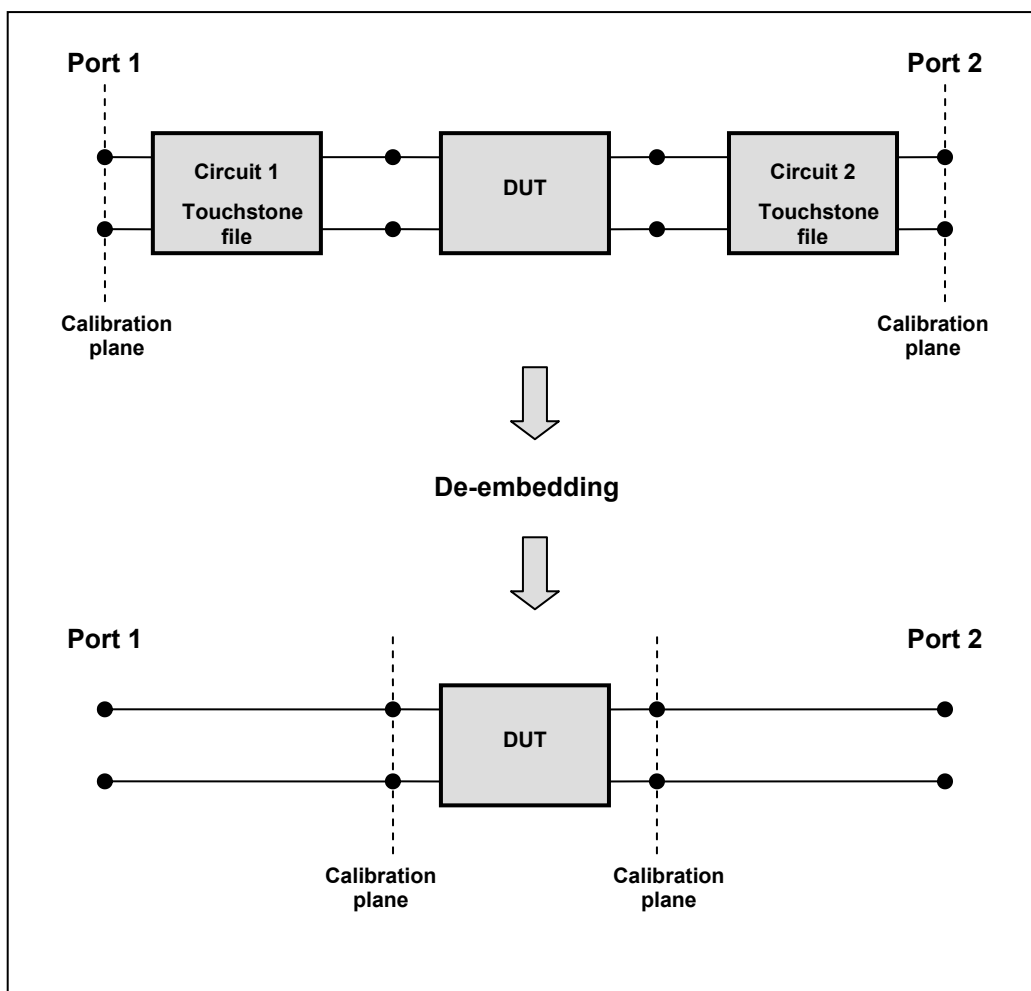 Port 1
Port 2
Circuit 1
Touchstone
file
DUT
Circuit 2
Touchstone
file
Calibration
plane
Calibration
plane
De-embedding
Port 1
Port 2
DUT
Calibration
plane
Calibration
plane